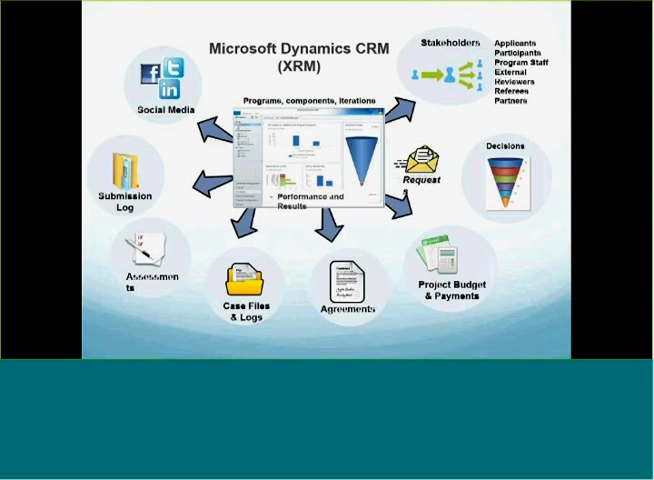 Microsoft Dynamics CRM
(XRM)
Stakeholders
Applicants
Participants
Program Staff
External
Reviewers
Referees
Partners
f t
in
Social Media
Programs, components, Iterations
Decisions
Request
Submission
Log
Performance and
Results
Assessmen
ts
Case Files
& Logs
Agreements
Project Budget
& Payments